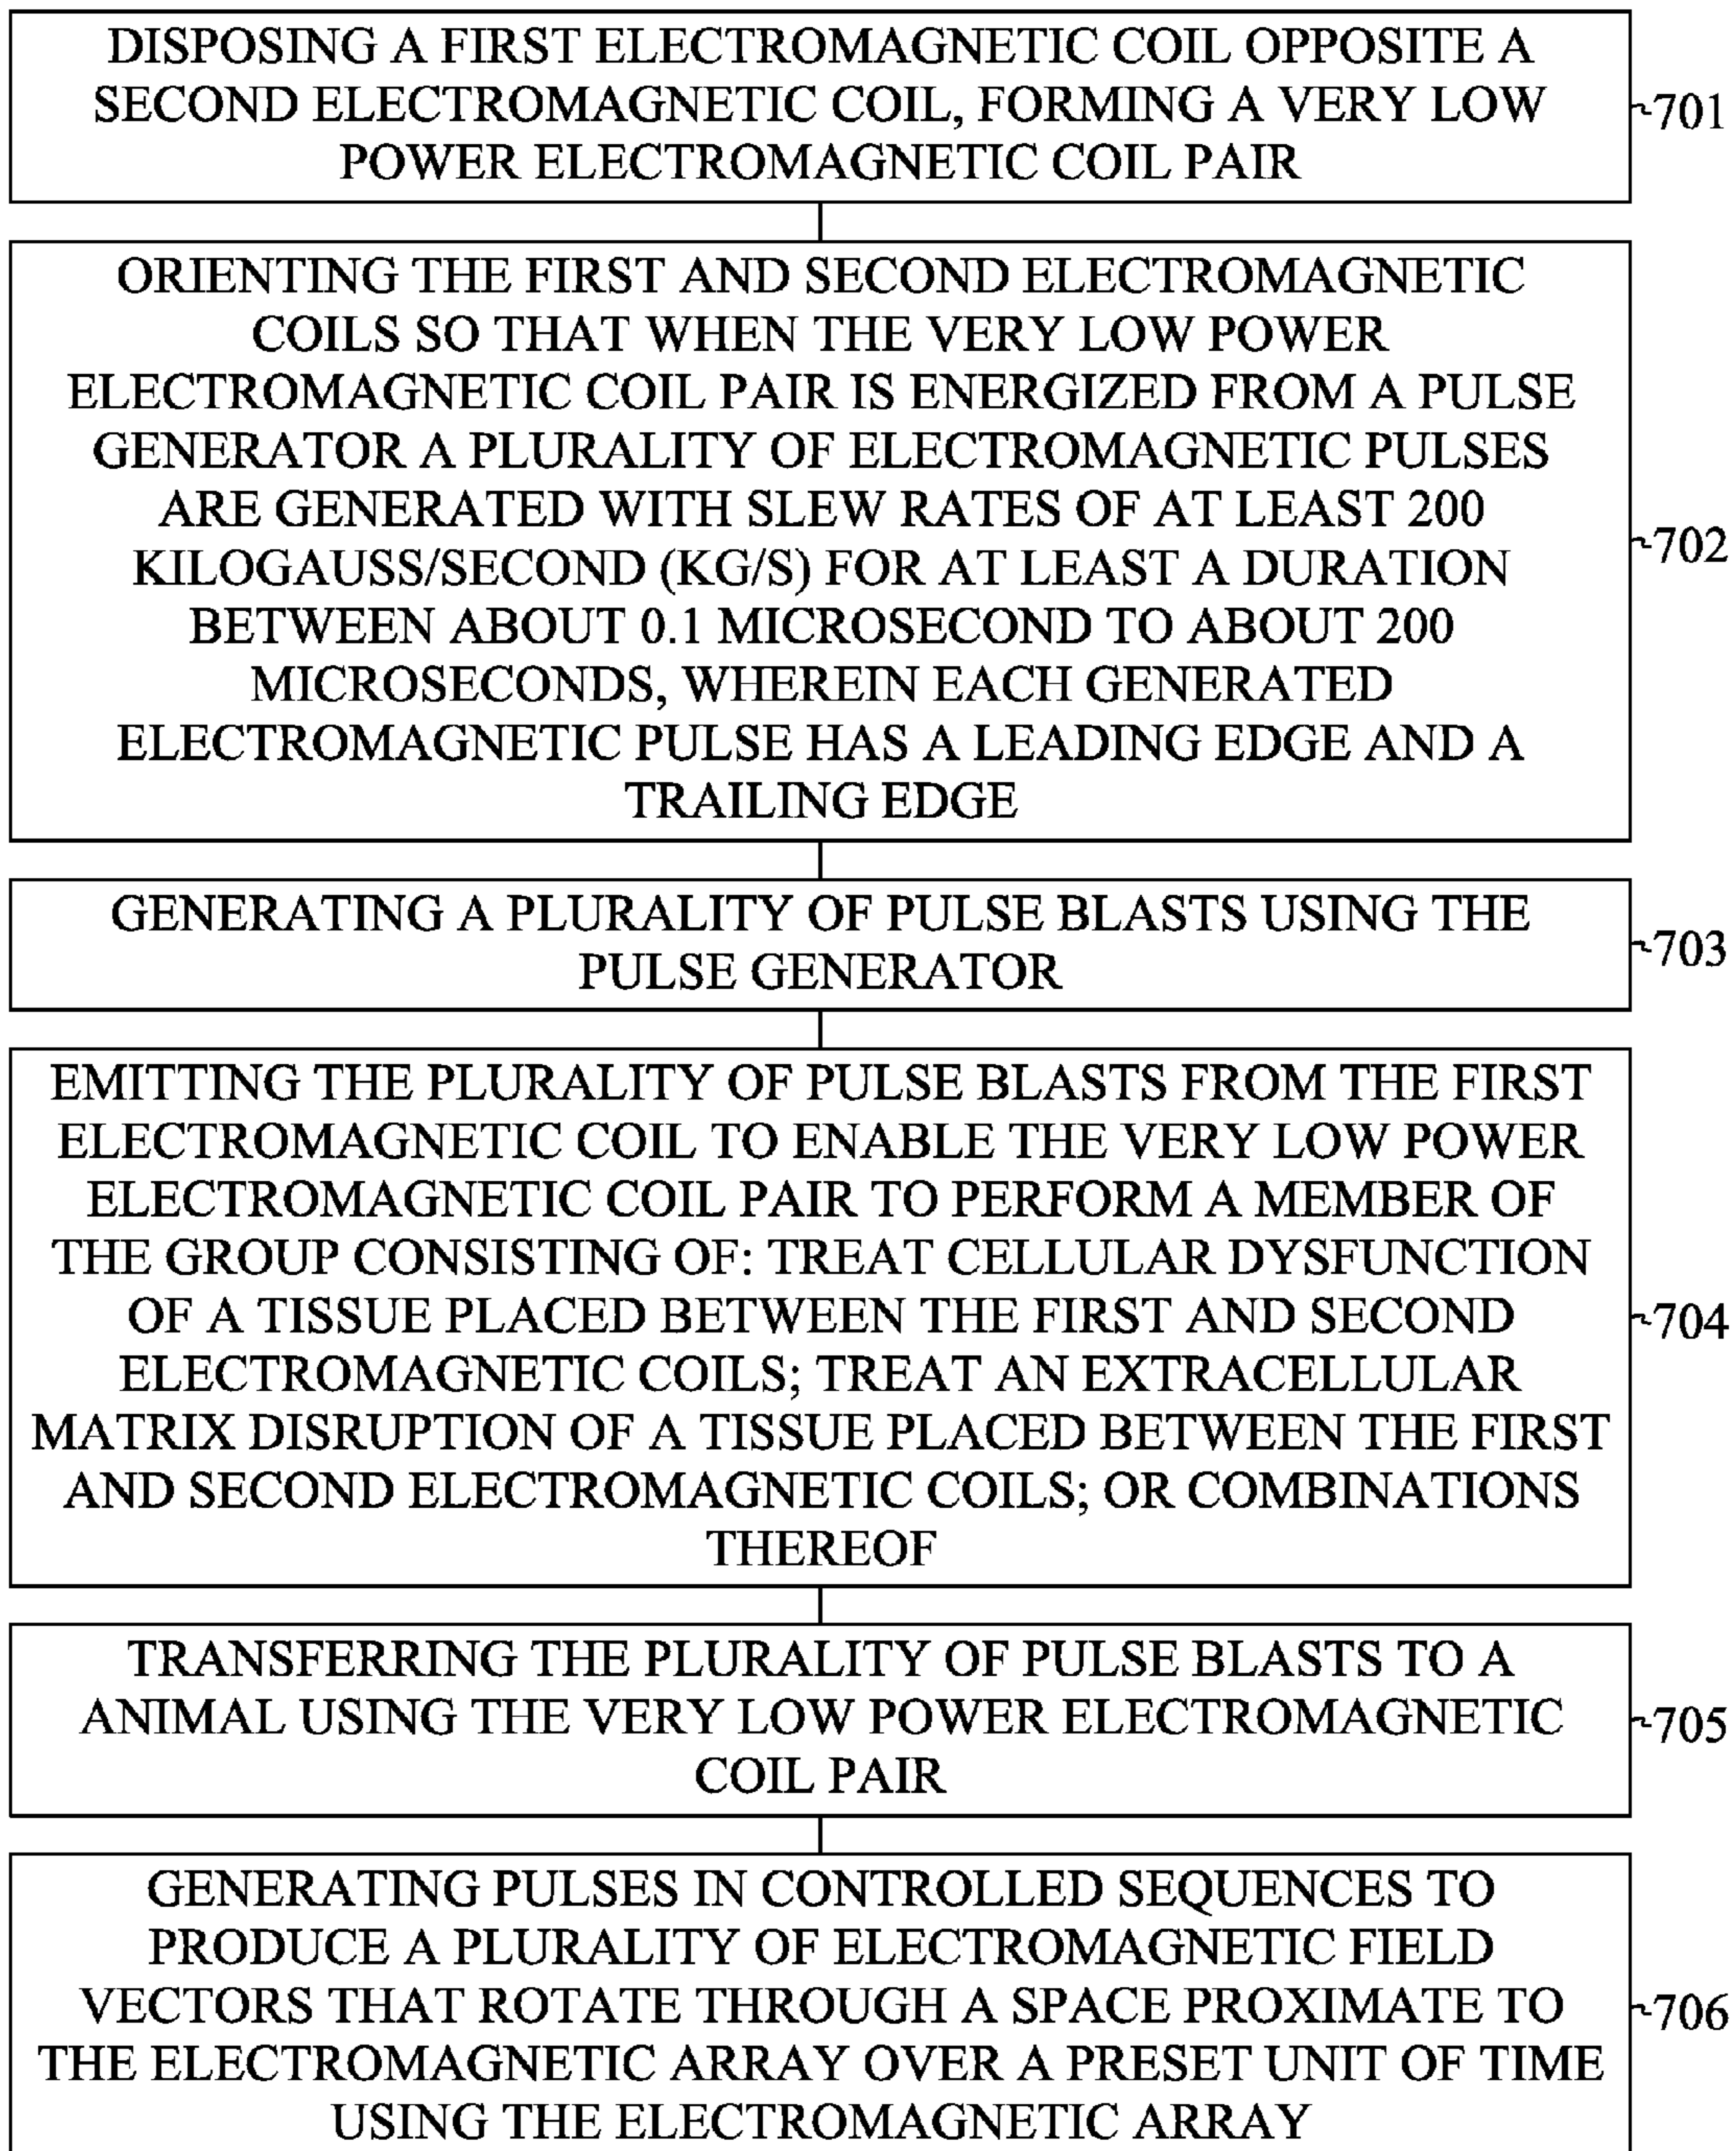 DISPOSING A FIRST ELECTROMAGNETIC COIL OPPOSITE A
SECOND ELECTROMAGNETIC COIL, FORMING A VERY LOW
POWER ELECTROMAGNETIC COIL PAIR
701
ORIENTING THE FIRST AND SECOND ELECTROMAGNETIC
COILS SO THAT WHEN THE VERY LOW POWER
ELECTROMAGNETIC COIL PAIR IS ENERGIZED FROM A PULSE
GENERATOR A PLURALITY OF ELECTROMAGNETIC PULSES
ARE GENERATED WITH SLEW RATES OF AT LEAST 200
KILOGAUSS/SECOND (KG/S) FOR AT LEAST A DURATION
BETWEEN ABOUT 0.1 MICROSECOND TO ABOUT 200
MICROSECONDS, WHEREIN EACH GENERATED
ELECTROMAGNETIC PULSE HAS A LEADING EDGE AND A
TRAILING EDGE
702
GENERATING A PLURALITY OF PULSE BLASTS USING THE
PULSE GENERATOR
703
EMITTING THE PLURALITY OF PULSE BLASTS FROM THE FIRST
ELECTROMAGNETIC COIL TO ENABLE THE VERY LOW POWER
ELECTROMAGNETIC COIL PAIR TO PERFORM A MEMBER OF
THE GROUP CONSISTING OF: TREAT CELLULAR DYSFUNCTION
OF A TISSUE PLACED BETWEEN THE FIRST AND SECOND
ELECTROMAGNETIC COILS; TREAT AN EXTRACELLULAR
MATRIX DISRUPTION OF A TISSUE PLACED BETWEEN THE FIRST
AND SECOND ELECTROMAGNETIC COILS; OR COMBINATIONS
THEREOF
704
TRANSFERRING THE PLURALITY OF PULSE BLASTS TO A
ANIMAL USING THE VERY LOW POWER ELECTROMAGNETIC
COIL PAIR
705
GENERATING PULSES IN CONTROLLED SEQUENCES TO
PRODUCE A PLURALITY OF ELECTROMAGNETIC FIELD
VECTORS THAT ROTATE THROUGH A SPACE PROXIMATE TO
THE ELECTROMAGNETIC ARRAY OVER A PRESET UNIT OF TIME
USING THE ELECTROMAGNETIC ARRAY
706